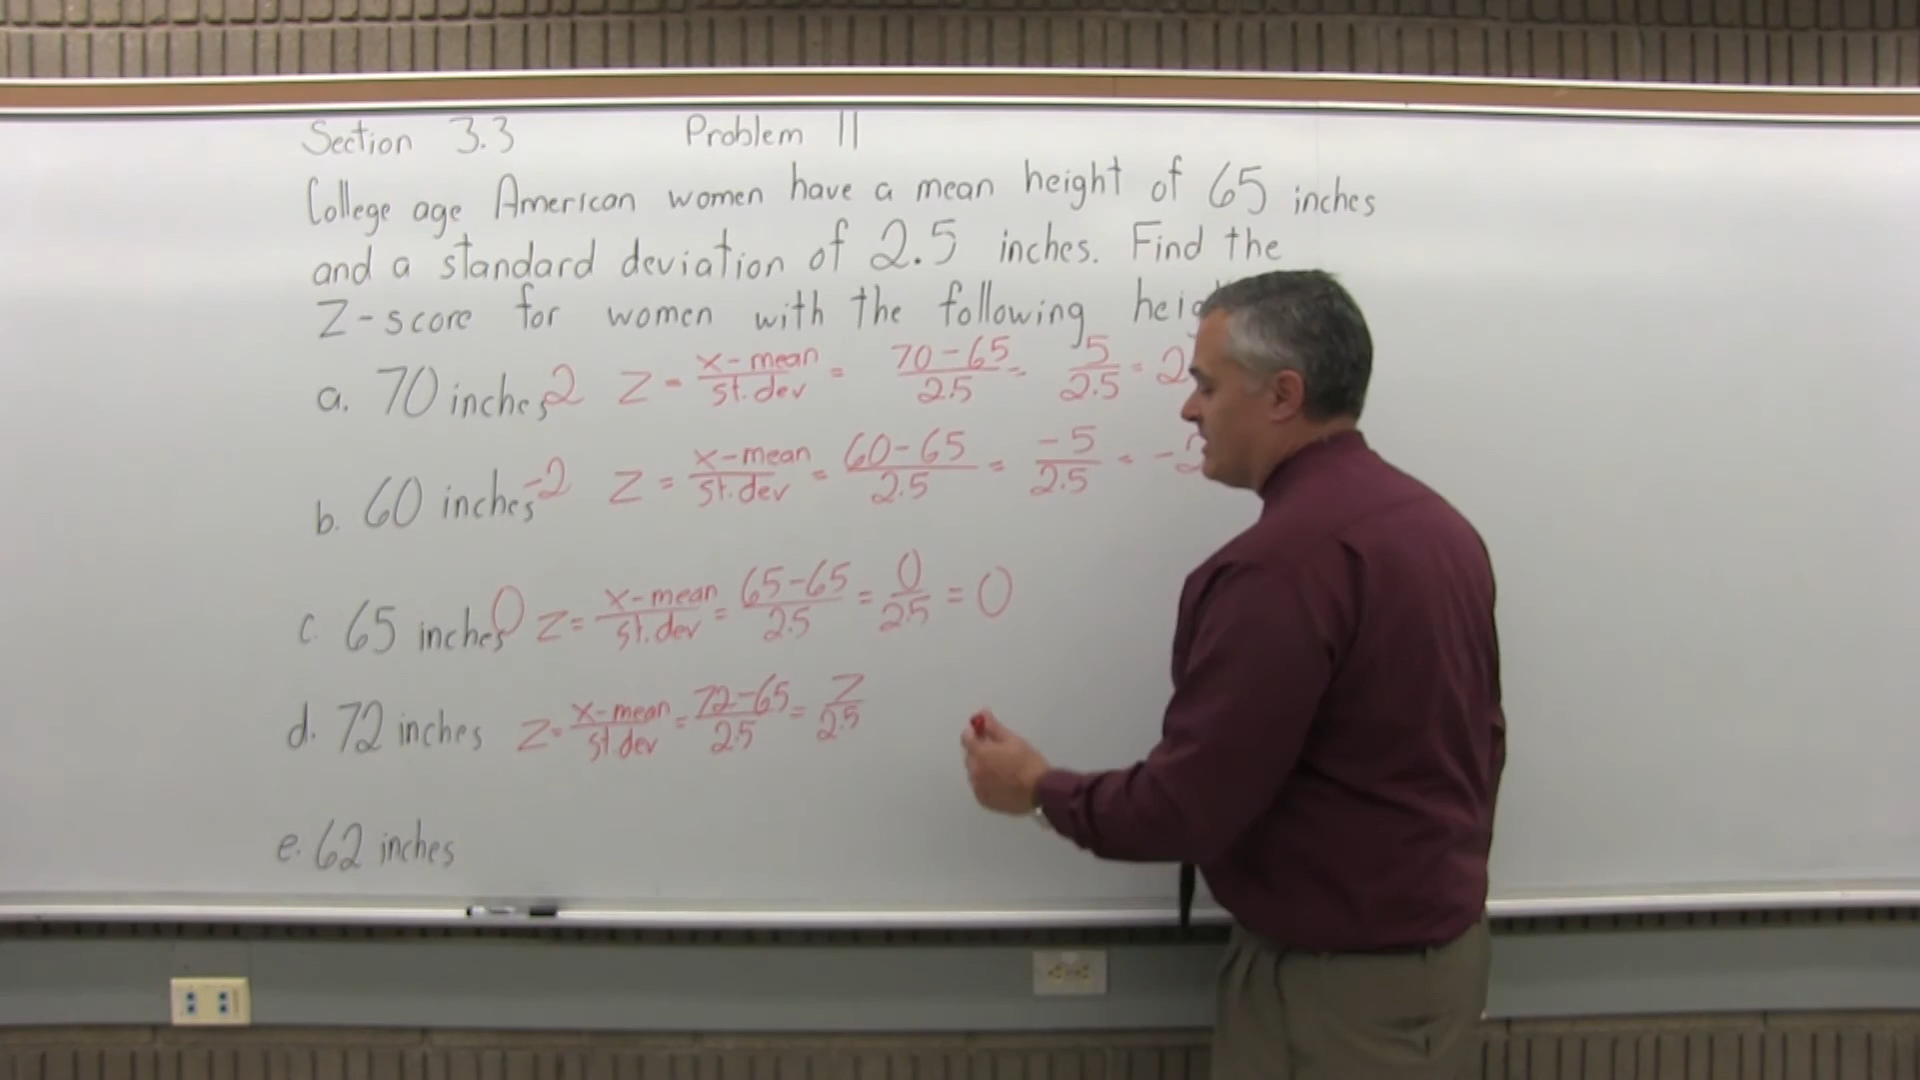 Section 3.3 Problem 11
College age American women have a mean height of 65 inches
and a standard deviation of 2.5 inches. Find the
Z-score for women with the following
a. 70 inches 2 Z = x-mean/st.dev = 70-65/2.5 = 5/2.5 = 2
b. 60 inches -2 Z = x-mean/st.dev = 60-65/2.5 = -5/2.5 = -2
c. 65 inches 0 Z = x-mean/st.dev = 65-65/2.5 = 0/2.5 = 0
d. 72 inches Z = x-mean/st.dev = 72-65/2.5 = 7/2.5
e. 62 inches